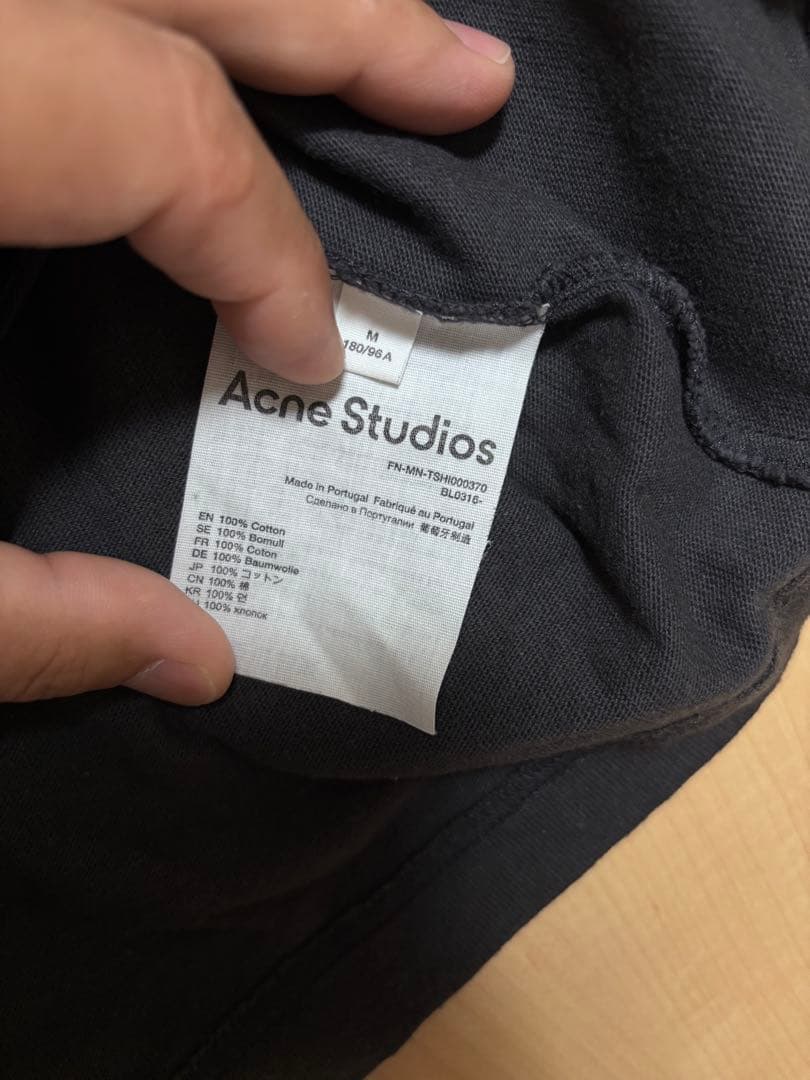 M
180/96A
Acne Studios
FN-MN-TSHI000370
BL0316-
Made in Portugal Fabriqué au Portugal
Сделано в Португалии 葡萄牙制造
EN 100% Cotton
SE 100% Bomull
FR 100% Coton
DE 100% Baumwolle
JP 100% コットン
CN 100% 棉
KR 100% 면
100% хлопок